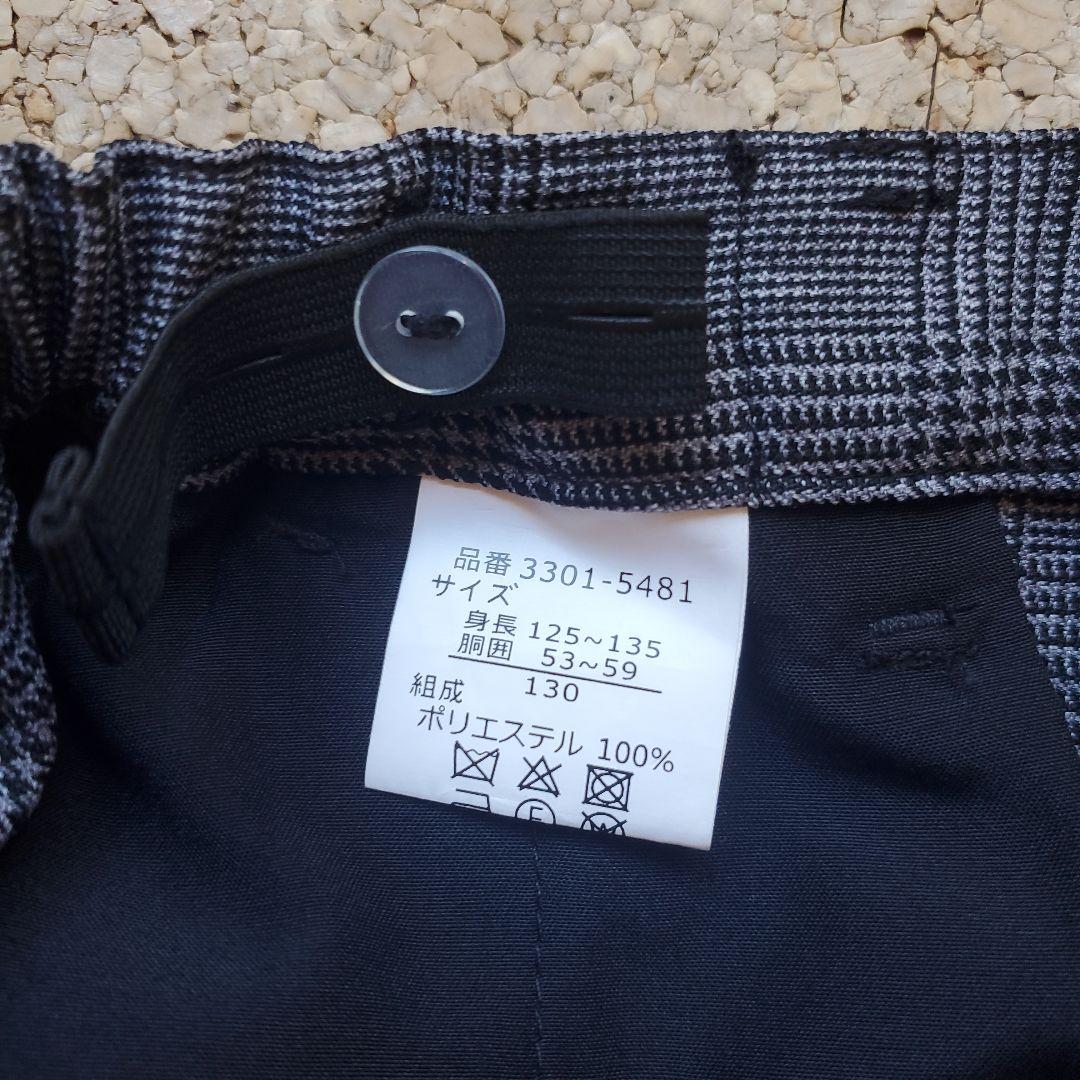 品番 3301-5481
サイズ
身長 125~135
胴囲 53~59
130
組成
ポリエステル 100%
F
W